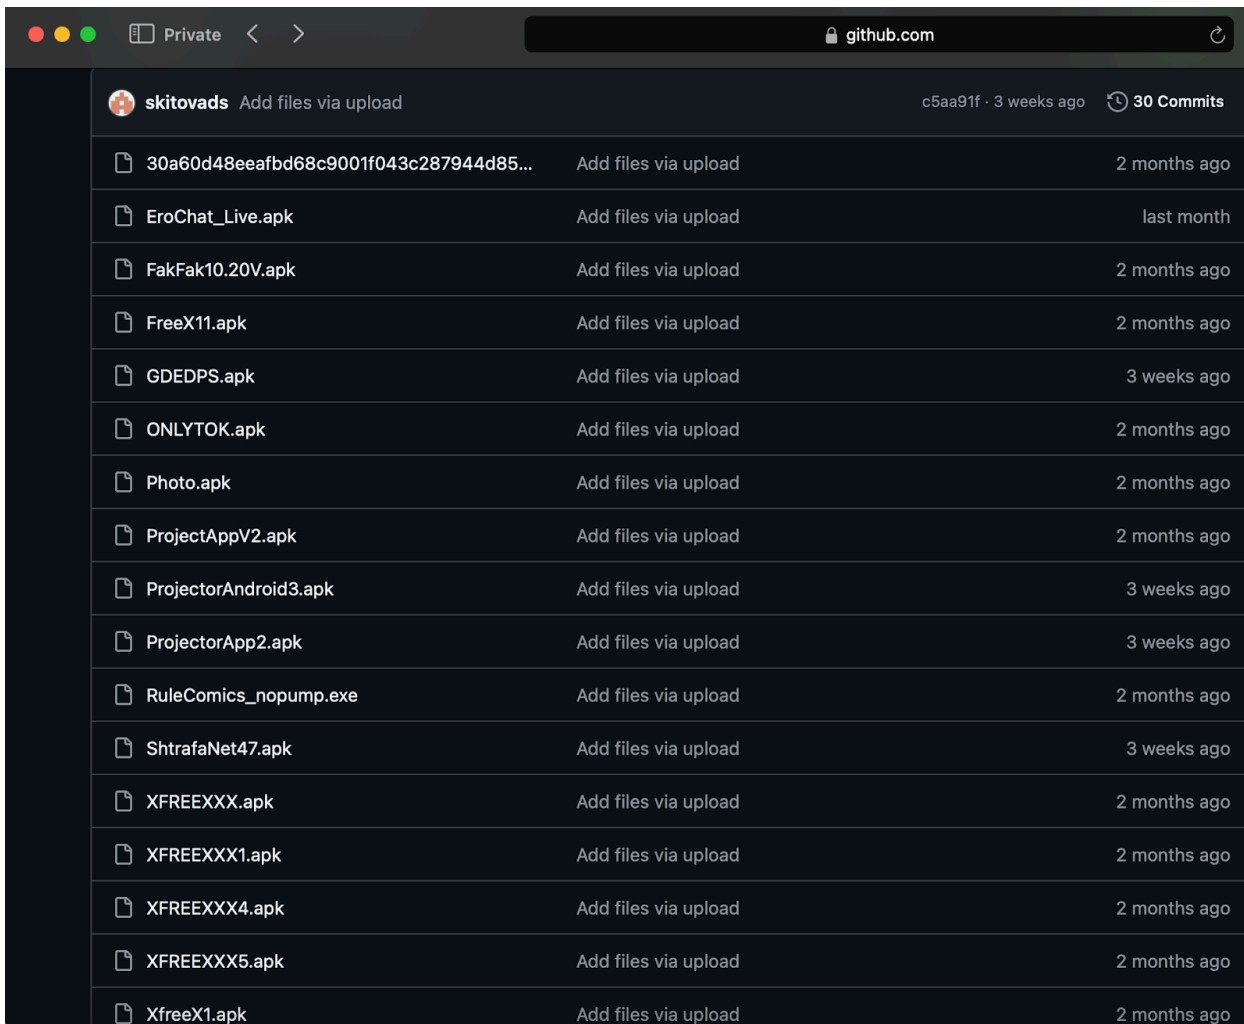 Private github.com
skitovads Add files via upload c5aa91f · 3 weeks ago 30 Commits
30a60d48eeafbd68c9001f043c287944d85... Add files via upload 2 months ago
EroChat_Live.apk Add files via upload last month
FakFak10.20V.apk Add files via upload 2 months ago
FreeX11.apk Add files via upload 2 months ago
GDEDPS.apk Add files via upload 3 weeks ago
ONLYTOK.apk Add files via upload 2 months ago
Photo.apk Add files via upload 2 months ago
ProjectAppV2.apk Add files via upload 2 months ago
ProjectorAndroid3.apk Add files via upload 3 weeks ago
ProjectorApp2.apk Add files via upload 3 weeks ago
RuleComics_nopump.exe Add files via upload 2 months ago
ShtrafaNet47.apk Add files via upload 3 weeks ago
XFREEXXX.apk Add files via upload 2 months ago
XFREEXXX1.apk Add files via upload 2 months ago
XFREEXXX4.apk Add files via upload 2 months ago
XFREEXXX5.apk Add files via upload 2 months ago
XfreeX1.apk Add files via upload 2 months ago